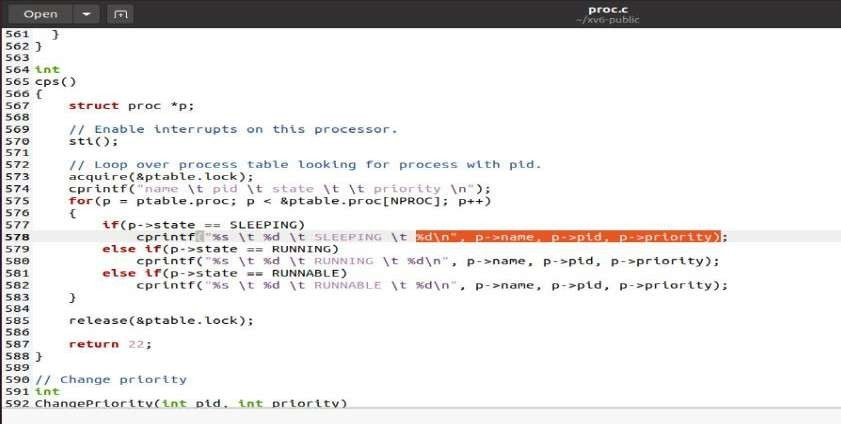 Open
proc.c
~/xv6-public
561   }
562 }
563
564 int
565 cps()
566 {
567     struct proc *p;
568
569     // Enable interrupts on this processor.
570     sti();
571
572     // Loop over process table looking for process with pid.
573     acquire(&ptable.lock);
574     cprintf("name \t pid \t state \t \t priority \n");
575     for(p = ptable.proc; p < &ptable.proc[NPROC]; p++)
576     {
577         if(p->state == SLEEPING)
578             cprintf("%s \t %d \t SLEEPING \t %d\n", p->name, p->pid, p->priority);
579         else if(p->state == RUNNING)
580             cprintf("%s \t %d \t RUNNING \t %d\n", p->name, p->pid, p->priority);
581         else if(p->state == RUNNABLE)
582             cprintf("%s \t %d \t RUNNABLE \t %d\n", p->name, p->pid, p->priority);
583     }
584
585     release(&ptable.lock);
586
587     return 22;
588 }
589
590 // Change priority
591 int
592 ChangePriority(int pid, int priority)